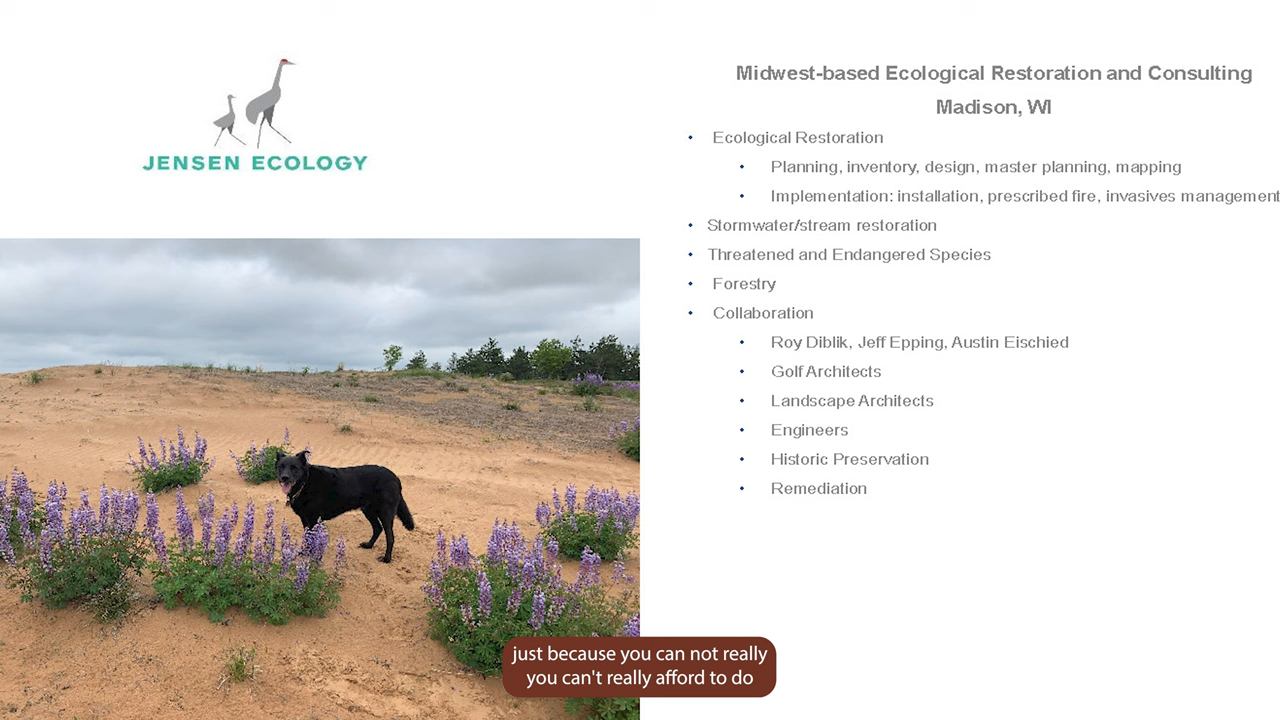 JENSEN ECOLOGY
Midwest-based Ecological Restoration and Consulting
Madison, WI
• Ecological Restoration
• Planning, inventory, design, master planning, mapping
• Implementation: installation, prescribed fire, invasives management
• Stormwater/stream restoration
• Threatened and Endangered Species
• Forestry
• Collaboration
• Roy Diblik, Jeff Epping, Austin Eischied
• Golf Architects
• Landscape Architects
• Engineers
• Historic Preservation
• Remediation
just because you can not really
you can't really afford to do